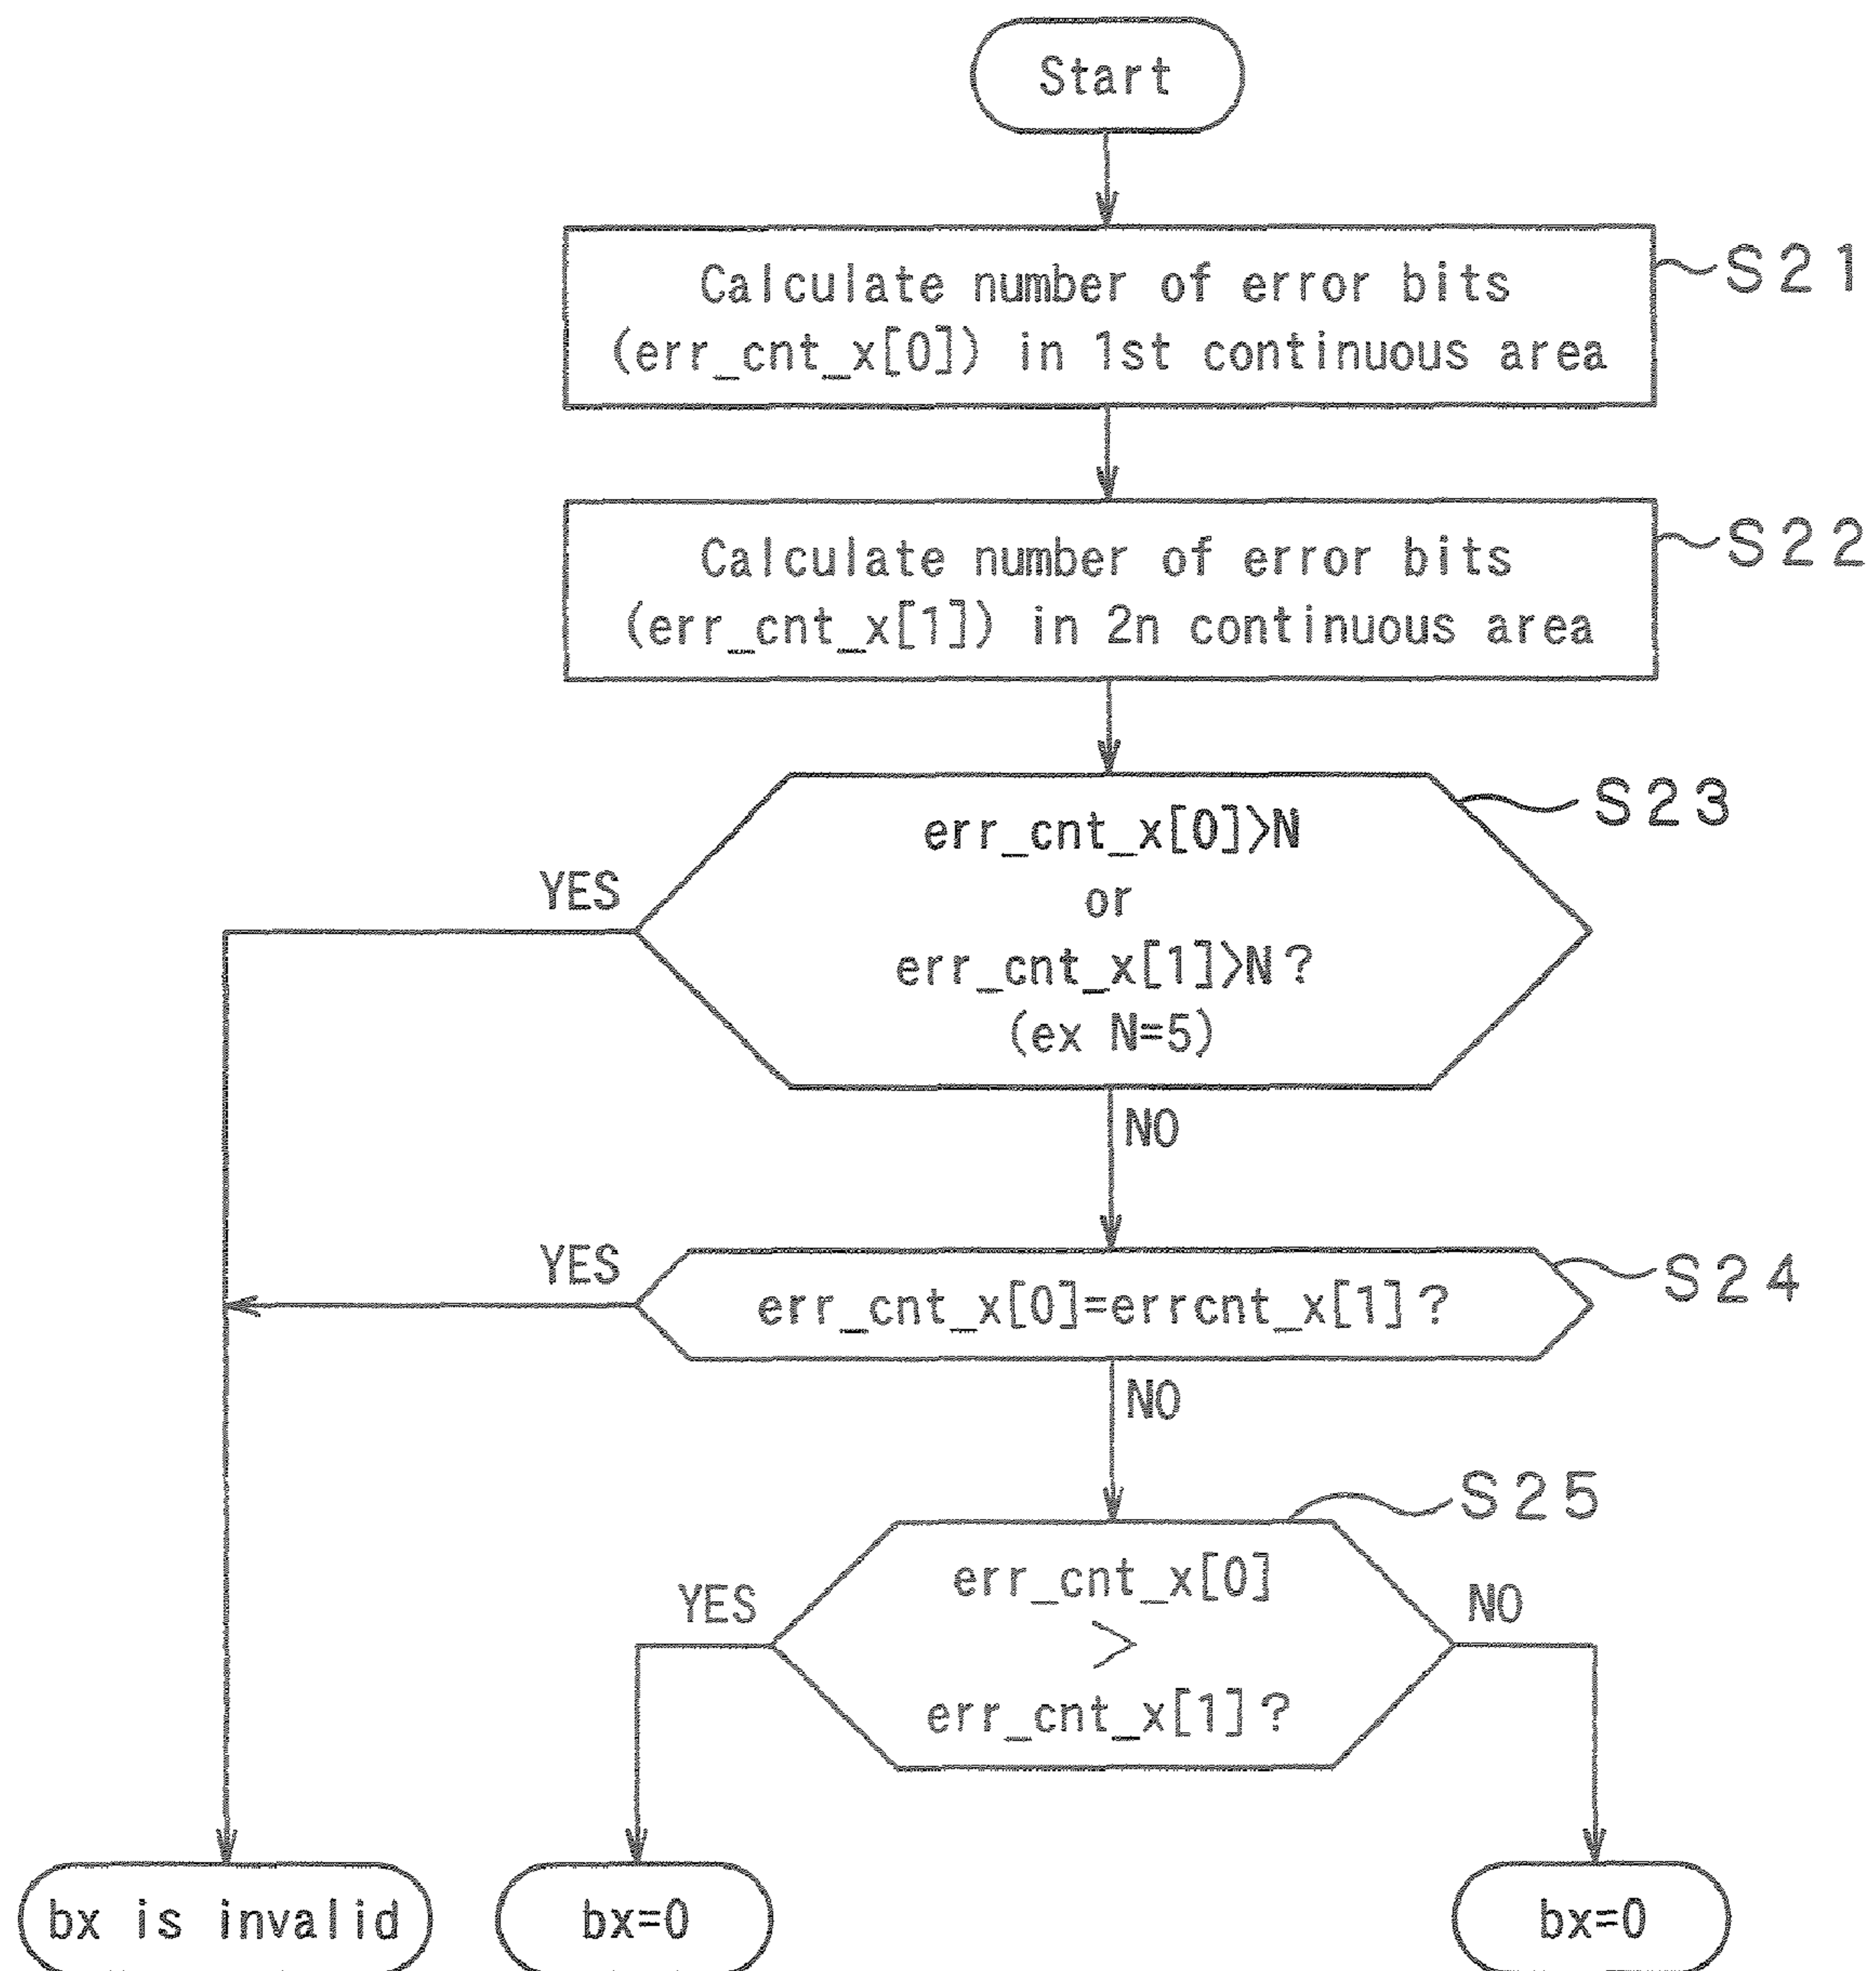 Start
Calculate number of error bits
(err_cnt_x[0]) in 1st continuous area
S21
Calculate number of error bits
(err_cnt_x[1]) in 2n continuous area
S22
err_cnt_x[0]>N
or
err_cnt_x[1]>N?
(ex N=5)
S23
YES
NO
err_cnt_x[0]=errcnt_x[1]?
S24
YES
NO
err_cnt_x[0]
>
err_cnt_x[1]?
S25
YES
NO
bx is invalid
bx=0
bx=0